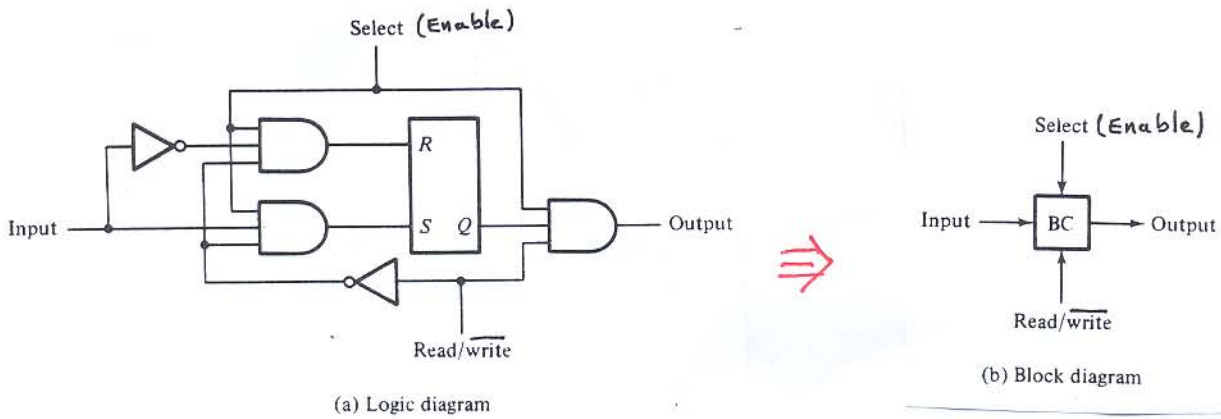 Select (Enable)
R
Input
S Q
Output
Read/write
(a) Logic diagram
Select (Enable)
Input
BC
Output
Read/write
(b) Block diagram